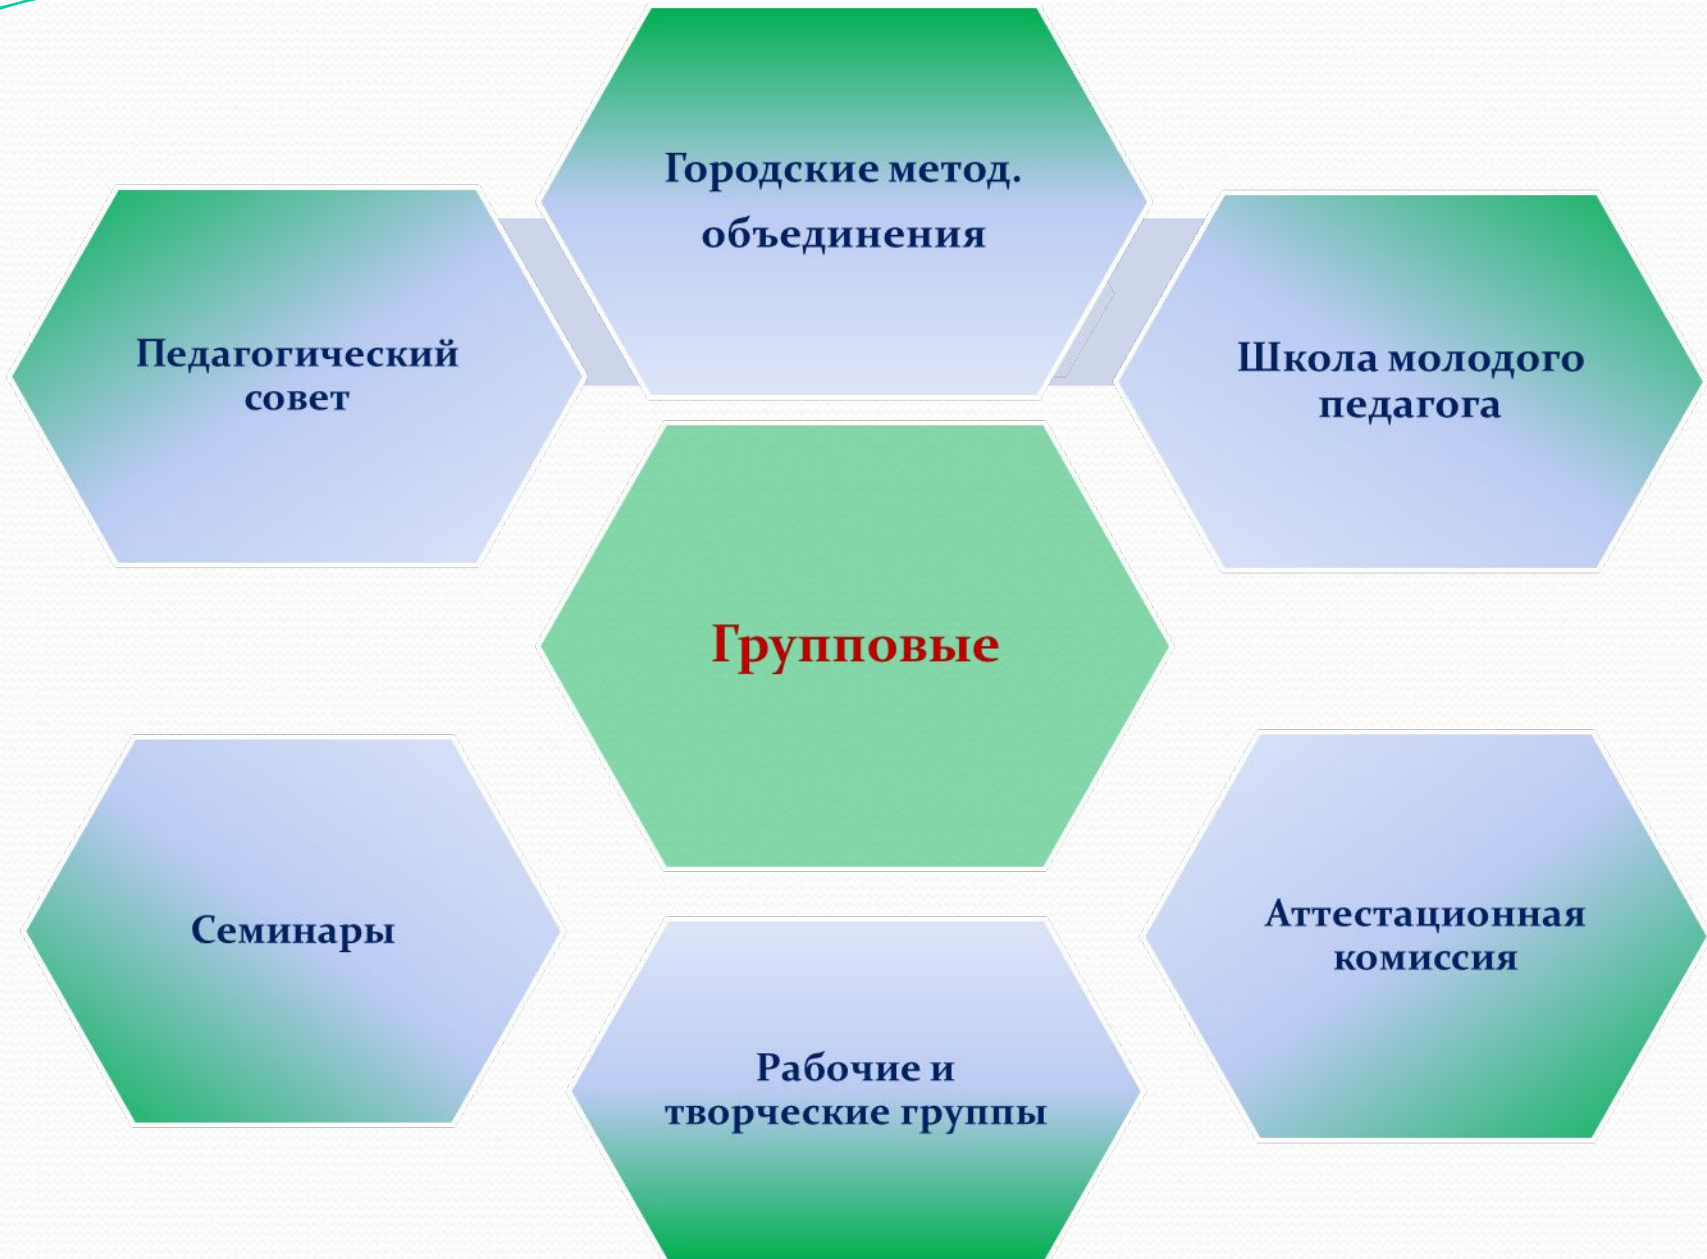 Городские метод.
объединения
Педагогический
совет
Школа молодого
педагога
Групповые
Семинары
Аттестационная
комиссия
Рабочие и
творческие группы